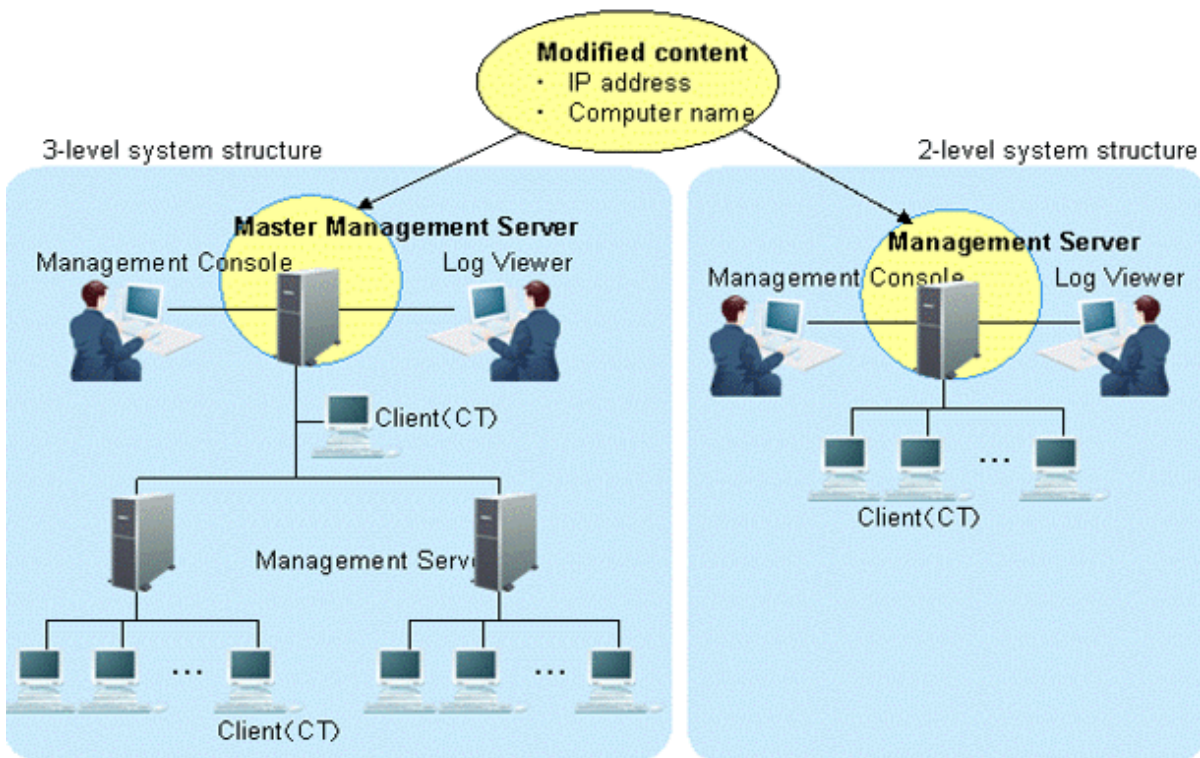 Modified content
・ IP address
・ Computer name
3-level system structure
2-level system structure
Master Management Server
Management Console
Log Viewer
Management Server
Management Console
Log Viewer
Client(CT)
Client(CT)
Management Serve
Client(CT)